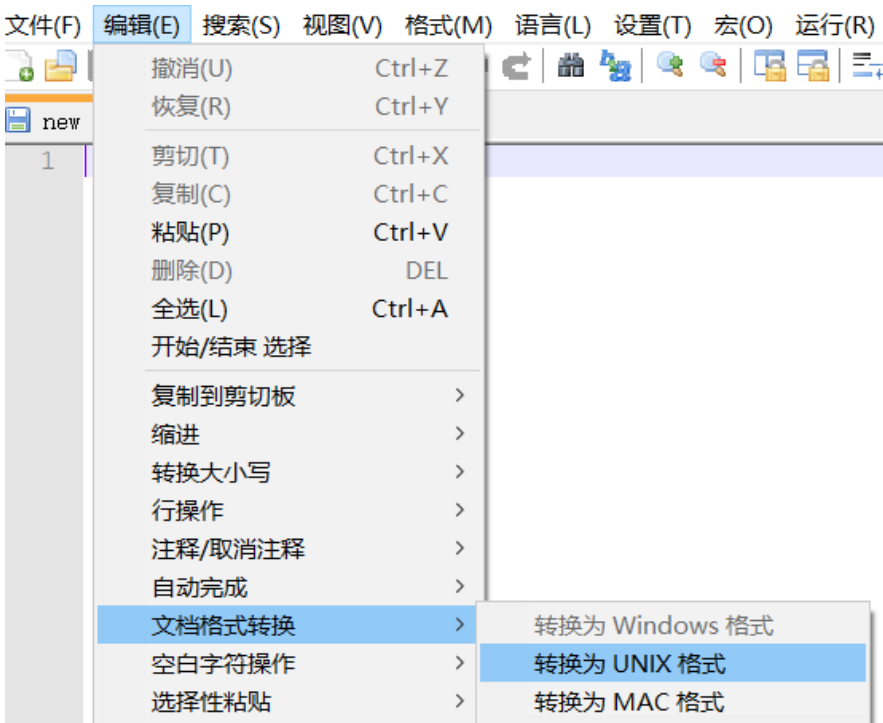 文件(F) 编辑(E) 搜索(S) 视图(V) 格式(M) 语言(L) 设置(T) 宏(O) 运行(R)
撤消(U) Ctrl+Z
恢复(R) Ctrl+Y
new
1
剪切(T) Ctrl+X
复制(C) Ctrl+C
粘贴(P) Ctrl+V
删除(D) DEL
全选(L) Ctrl+A
开始/结束 选择
复制到剪切板
缩进
转换大小写
行操作
注释/取消注释
自动完成
文档格式转换 转换为 Windows 格式
空白字符操作 转换为 UNIX 格式
选择性粘贴 转换为 MAC 格式